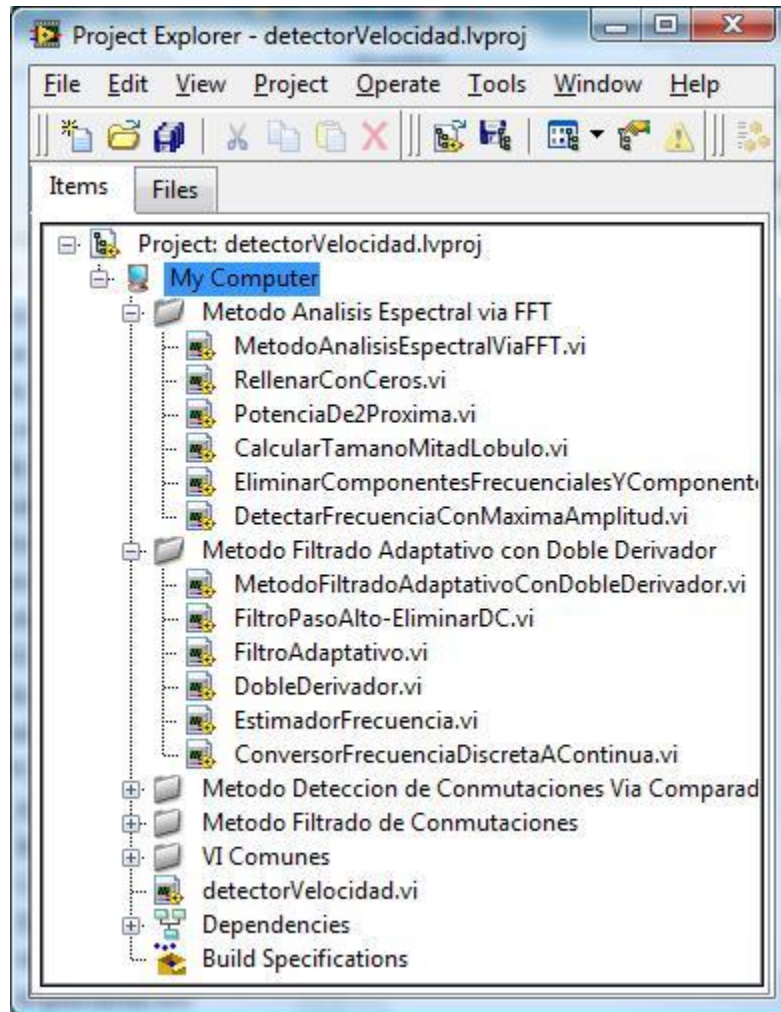 Project Explorer - detectorVelocidad.lvproj
File Edit View Project Operate Tools Window Help
Items Files
Project: detectorVelocidad.lvproj
My Computer
Metodo Analisis Espectral via FFT
MetodoAnalisisEspectralViaFFT.vi
RellenarConCeros.vi
PotenciaDe2Proxima.vi
CalcularTamanoMitadLobulo.vi
EliminarComponentesFrecuencialesYComponent
DetectarFrecuenciaConMaximaAmplitud.vi
Metodo Filtrado Adaptativo con Doble Derivador
MetodoFiltradoAdaptativoConDobleDerivador.vi
FiltroPasoAlto-EliminarDC.vi
FiltroAdaptativo.vi
DobleDerivador.vi
EstimadorFrecuencia.vi
ConversorFrecuenciaDiscretaAContinua.vi
Metodo Deteccion de Conmutaciones Via Comparad
Metodo Filtrado de Conmutaciones
VI Comunes
detectorVelocidad.vi
Dependencies
Build Specifications